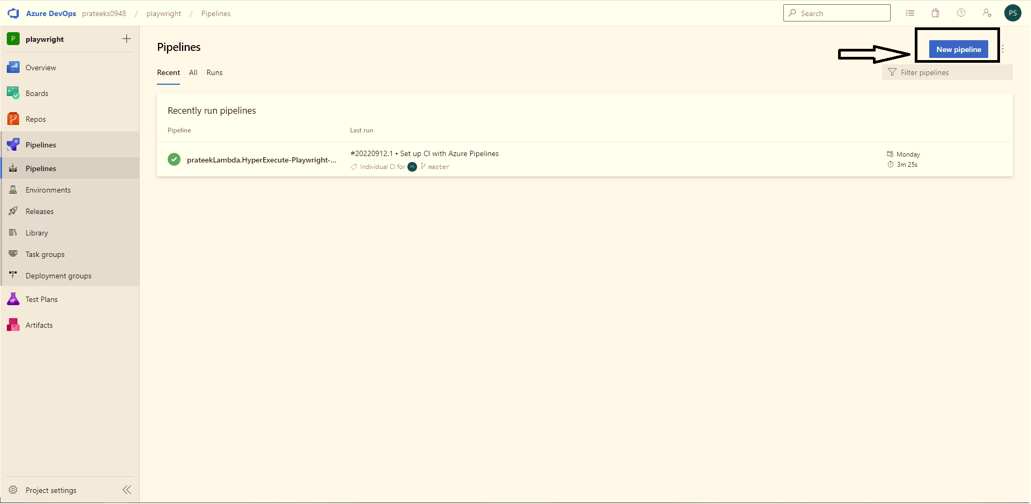 Azure DevOps prateeks0948 / playwright / Pipelines
Search
PS
P playwright
Overview
Boards
Repos
Pipelines
Pipelines
Environments
Releases
Library
Task groups
Deployment groups
Test Plans
Artifacts
Project settings
Pipelines
New pipeline
Recent All Runs
Filter pipelines
Recently run pipelines
Pipeline Last run
prateekLambda.HyperExecute-Playwright-...
#20220912.1 • Set up CI with Azure Pipelines
Individual CI for
master
Monday
3m 25s